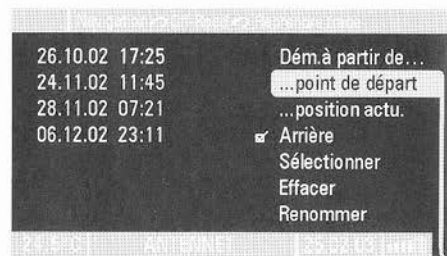 26.10.02 17:25
24.11.02 11:45
28.11.02 07:21
06.12.02 23:11
Dém.à partir de...
...point de départ
...position actu.
Arrière
Sélectionner
Effacer
Renommer